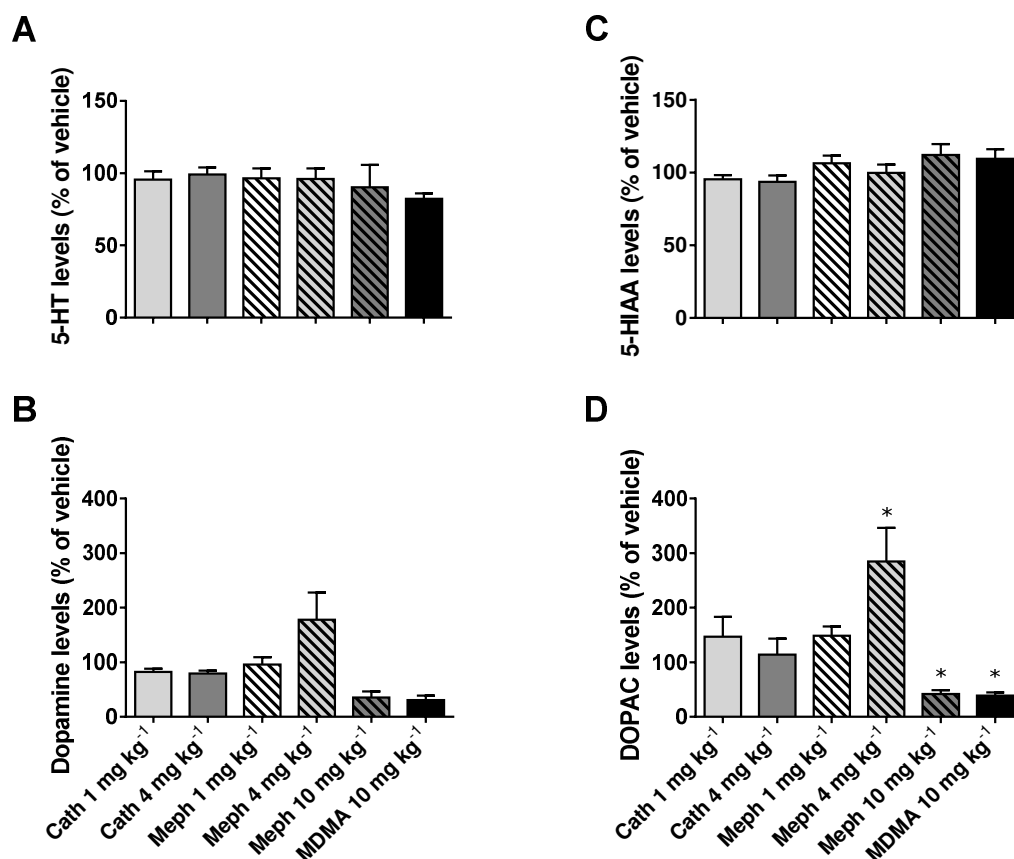 A
5-HT levels (% of vehicle)
150
100
50
0
C
5-HIAA levels (% of vehicle)
150
100
50
0
B
Dopamine levels (% of vehicle)
400
300
200
100
0
Cath 1 mg kg⁻¹
Cath 4 mg kg⁻¹
Meph 1 mg kg⁻¹
Meph 4 mg kg⁻¹
Meph 10 mg kg⁻¹
MDMA 10 mg kg⁻¹
D
DOPAC levels (% of vehicle)
400
300
200
100
0
*
*
*
Cath 1 mg kg⁻¹
Cath 4 mg kg⁻¹
Meph 1 mg kg⁻¹
Meph 4 mg kg⁻¹
Meph 10 mg kg⁻¹
MDMA 10 mg kg⁻¹